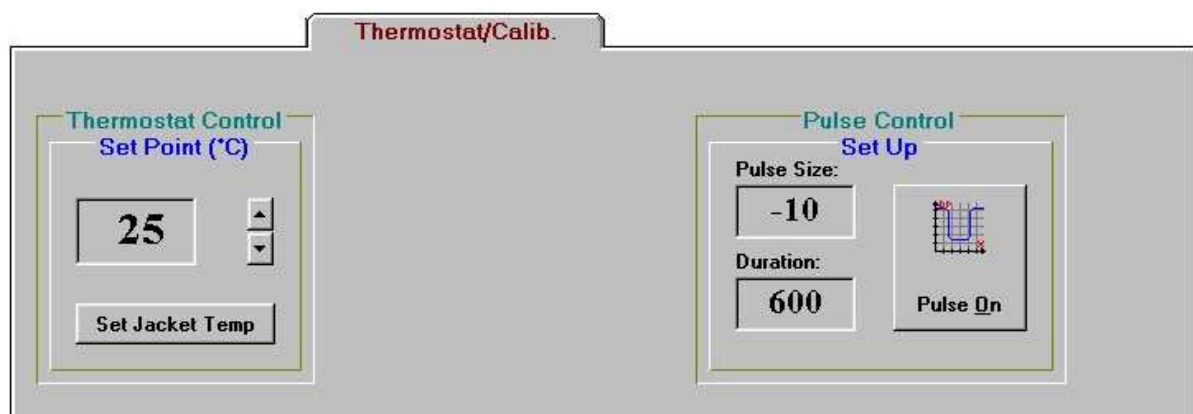 Thermostat/Calib.
Thermostat Control
Set Point (°C)
25
Set Jacket Temp
Pulse Control
Set Up
Pulse Size:
-10
Duration:
600
Pulse On